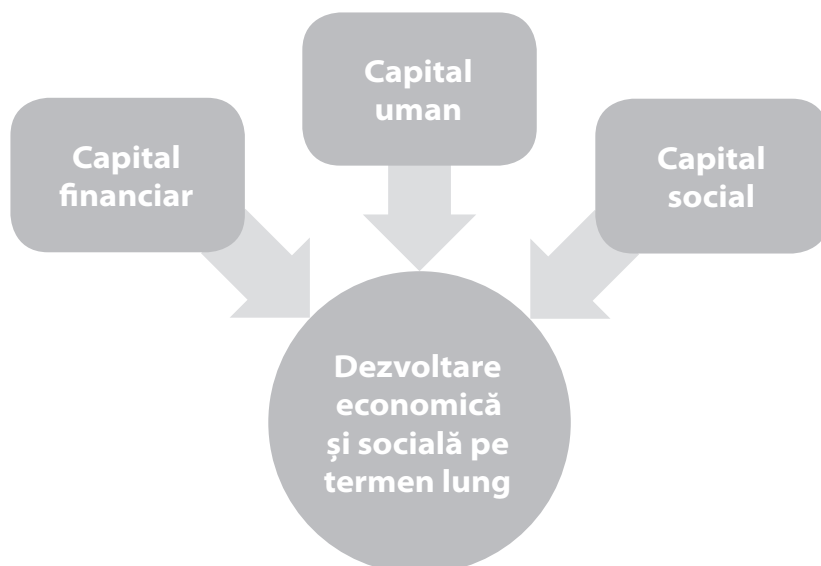 Capital
uman
Capital
financiar
Capital
social
Dezvoltare
economică
și socială pe
termen lung